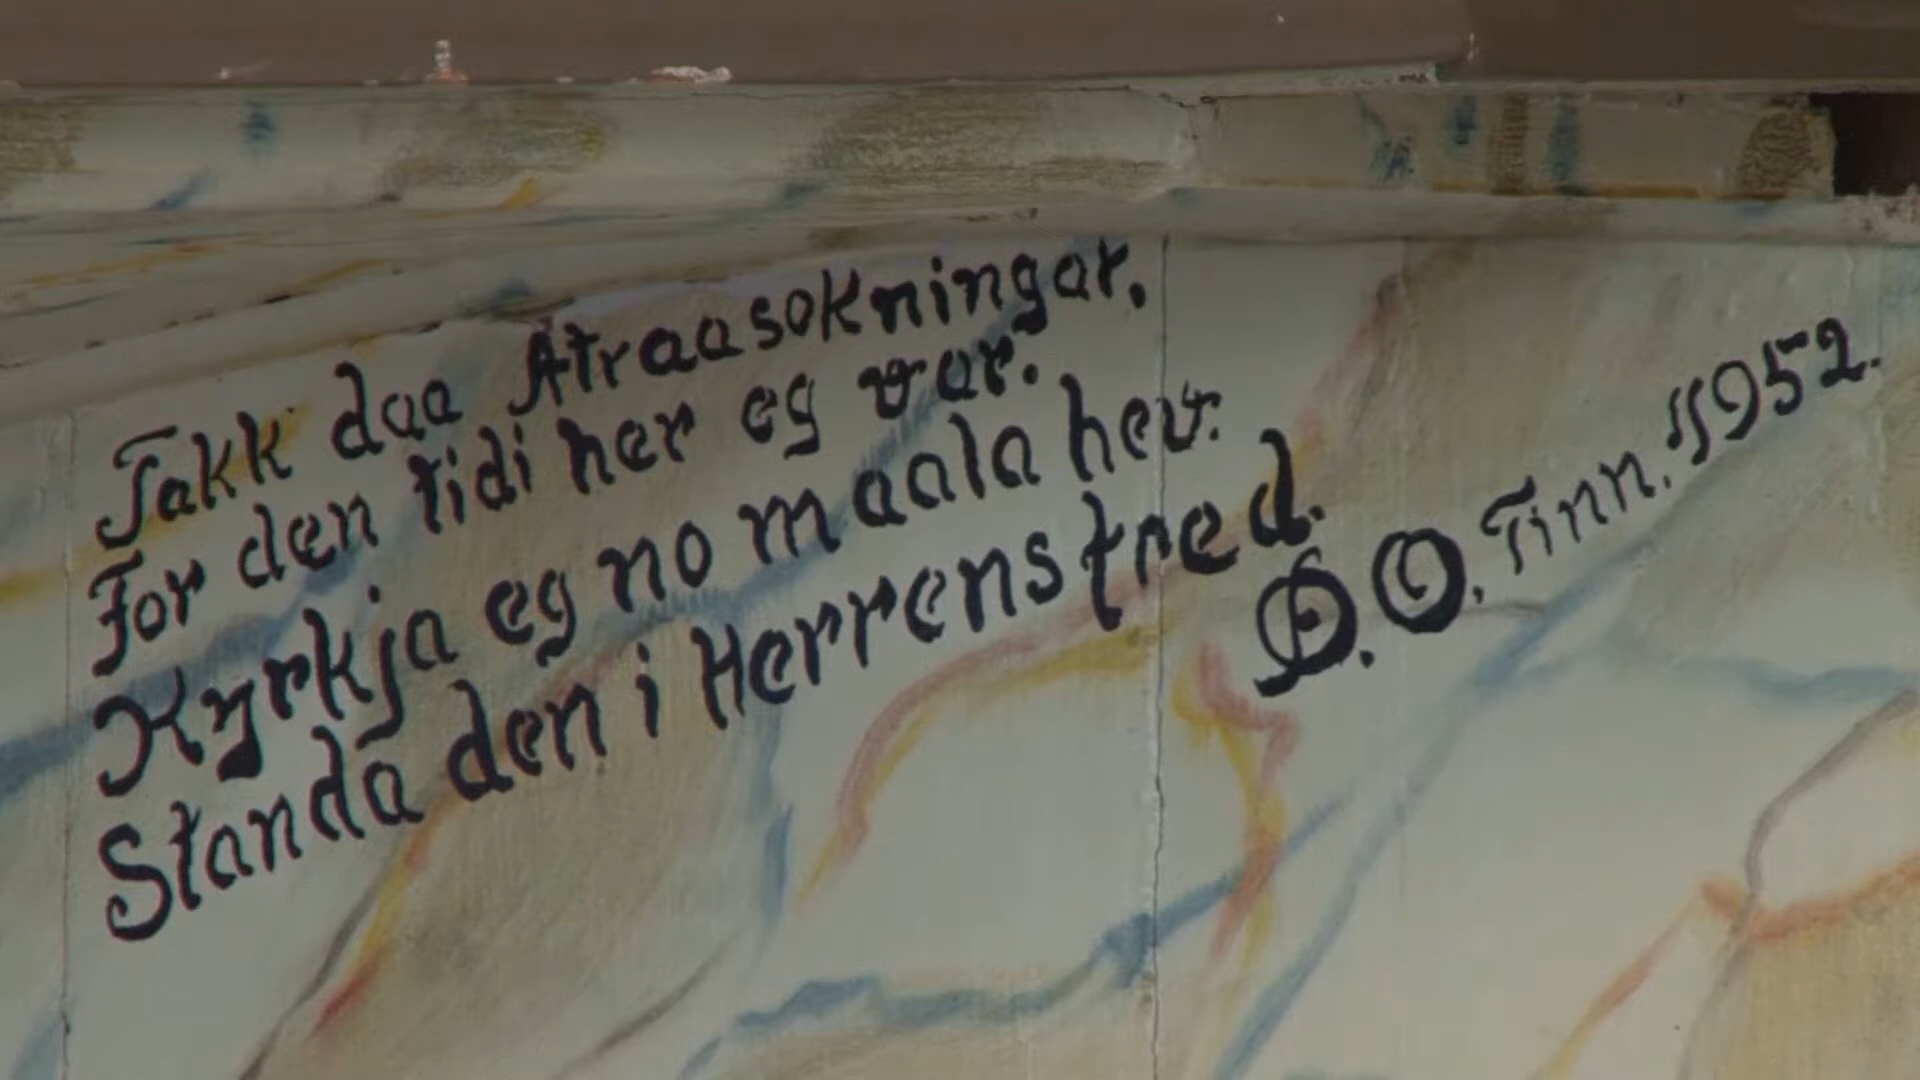 Takk daa Atraasokningar.
For den tidi her eg var.
Kyrkja eg no maala hev.
Standa den i Herrens fred.
Ø. O. Finn. 1952.